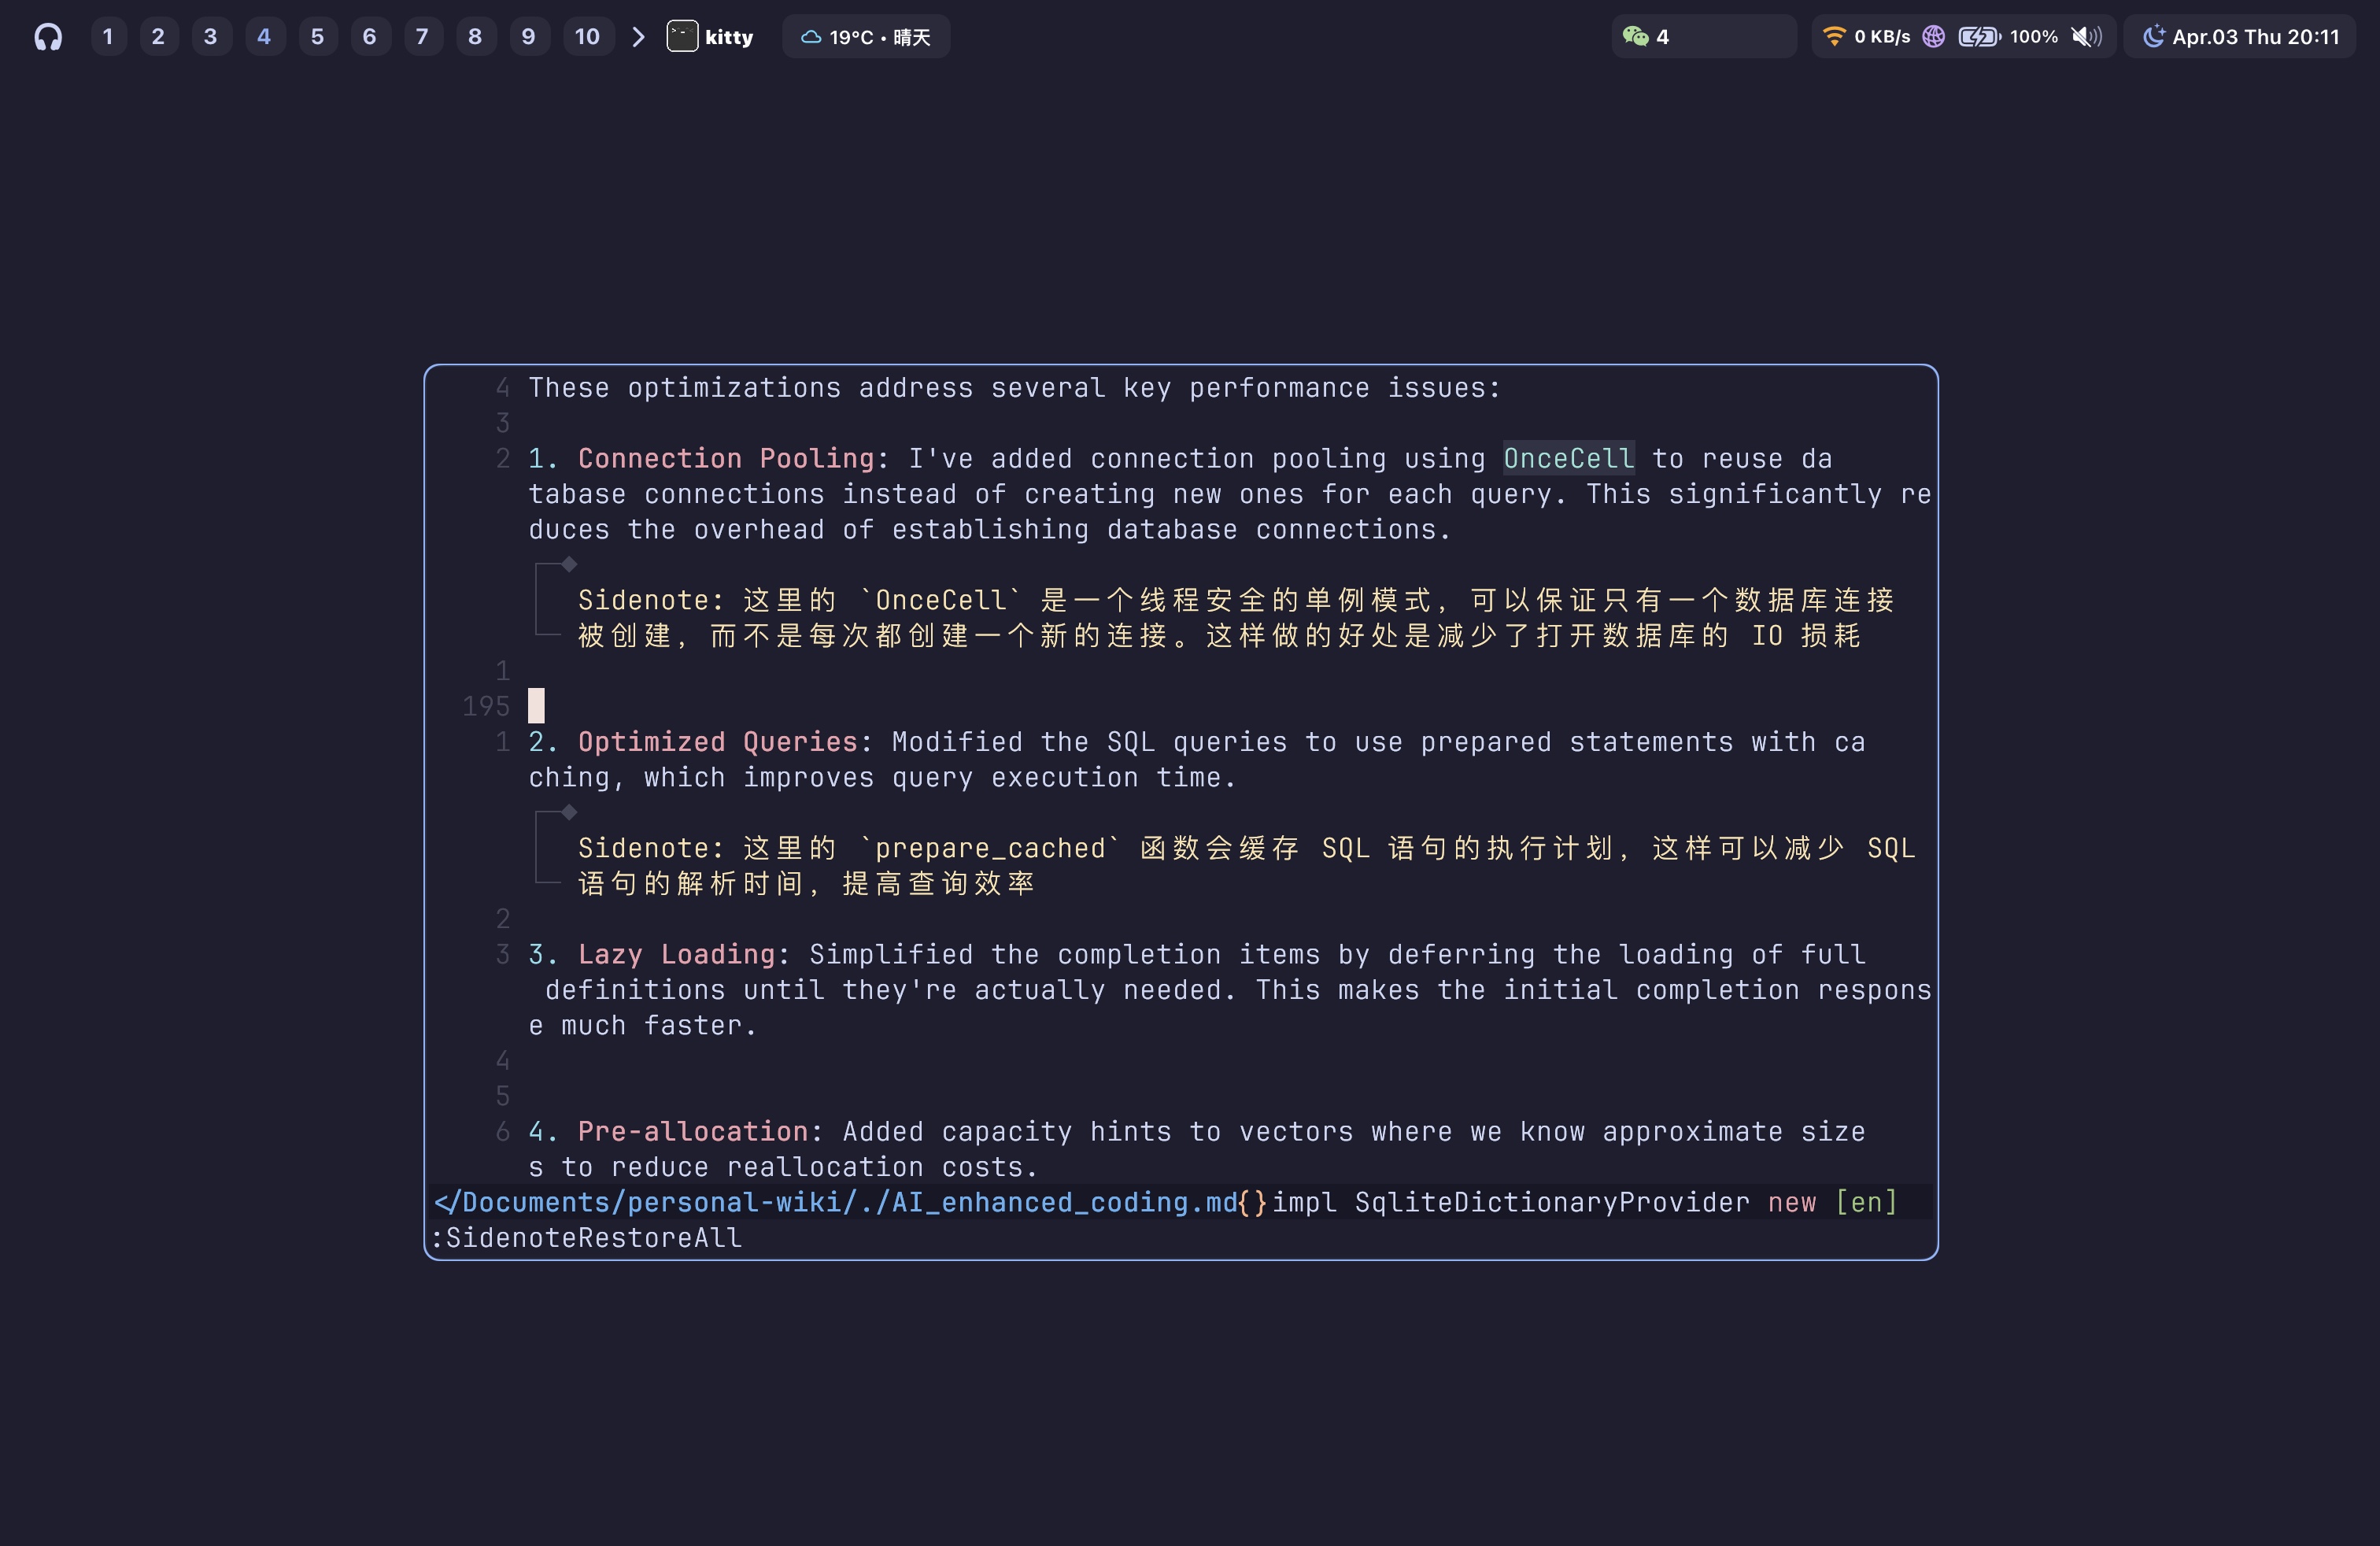 1 2 3 4 5 6 7 8 9 10 kitty 19°C • 晴天 4 0 KB/s 100% Apr.03 Thu 20:11
4 These optimizations address several key performance issues:
3
2 1. Connection Pooling: I've added connection pooling using OnceCell to reuse da
tabase connections instead of creating new ones for each query. This significantly re
duces the overhead of establishing database connections.
Sidenote: 这里的 `OnceCell` 是一个线程安全的单例模式，可以保证只有一个数据库连接
被创建，而不是每次都创建一个新的连接。这样做的好处是减少了打开数据库的 IO 损耗
1
195
1 2. Optimized Queries: Modified the SQL queries to use prepared statements with ca
ching, which improves query execution time.
Sidenote: 这里的 `prepare_cached` 函数会缓存 SQL 语句的执行计划，这样可以减少 SQL
语句的解析时间，提高查询效率
2
3 3. Lazy Loading: Simplified the completion items by deferring the loading of full
definitions until they're actually needed. This makes the initial completion respons
e much faster.
4
5
6 4. Pre-allocation: Added capacity hints to vectors where we know approximate size
s to reduce reallocation costs.
</Documents/personal-wiki/./AI_enhanced_coding.md{}impl SqliteDictionaryProvider new [en]
:SidenoteRestoreAll